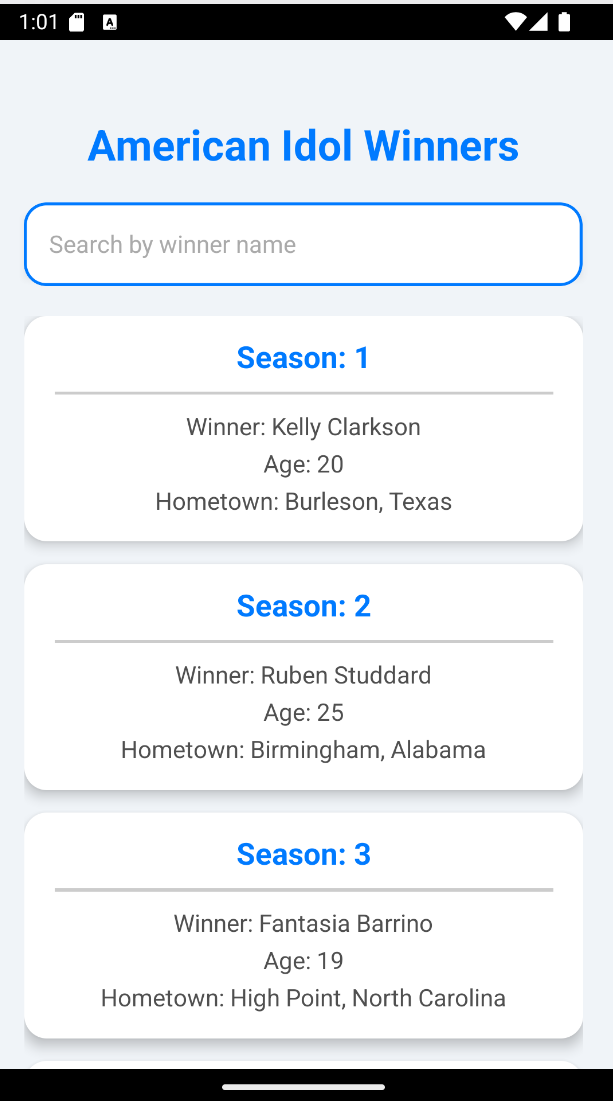 1:01
A
American Idol Winners
Search by winner name
Season: 1
Winner: Kelly Clarkson
Age: 20
Hometown: Burleson, Texas
Season: 2
Winner: Ruben Studdard
Age: 25
Hometown: Birmingham, Alabama
Season: 3
Winner: Fantasia Barrino
Age: 19
Hometown: High Point, North Carolina